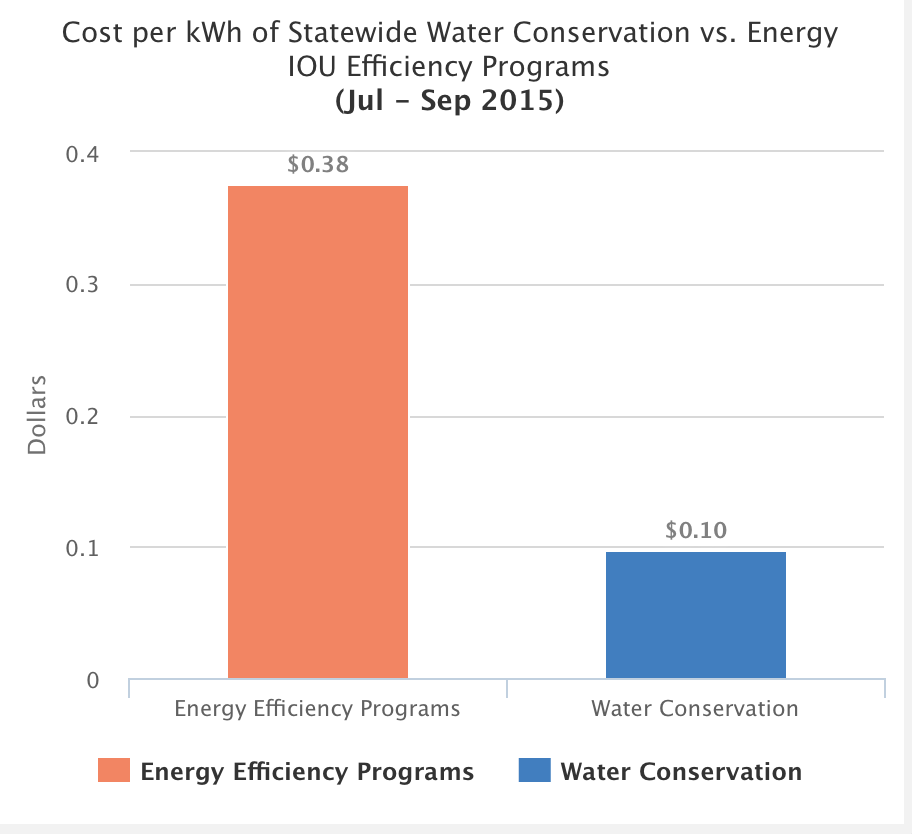 Cost per kWh of Statewide Water Conservation vs. Energy
IOU Efficiency Programs
(Jul – Sep 2015)
0.4
$0.38
0.3
Dollars
0.2
$0.10
0.1
0
Energy Efficiency Programs
Water Conservation
Energy Efficiency Programs
Water Conservation